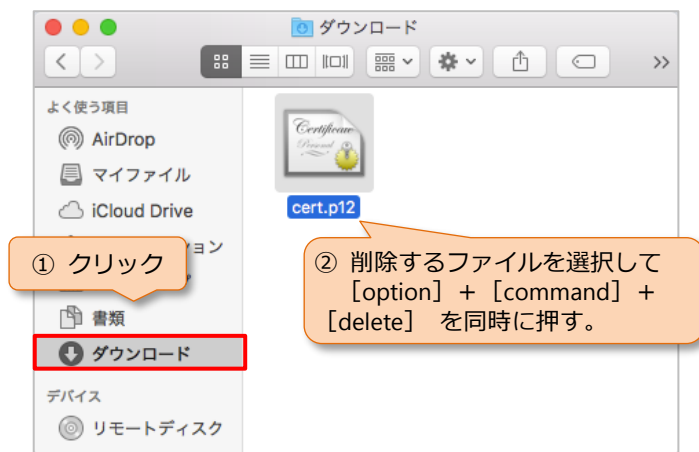 ダウンロード
よく使う項目
AirDrop
マイファイル
iCloud Drive
ション
① クリック
書類
ダウンロード
デバイス
リモートディスク
Certificate
Personal
cert.p12
② 削除するファイルを選択して
［option］＋［command］＋
［delete］ を同時に押す。